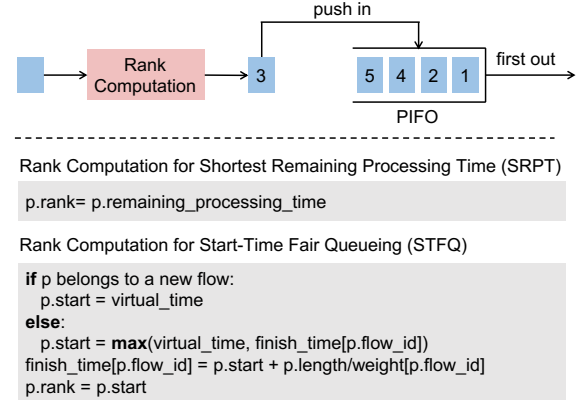 push in
Rank
Computation
3
5 4 2 1
first out
PIFO
Rank Computation for Shortest Remaining Processing Time (SRPT)
p.rank= p.remaining_processing_time
Rank Computation for Start-Time Fair Queueing (STFQ)
if p belongs to a new flow:
p.start = virtual_time
else:
p.start = max(virtual_time, finish_time[p.flow_id])
finish_time[p.flow_id] = p.start + p.length/weight[p.flow_id]
p.rank = p.start